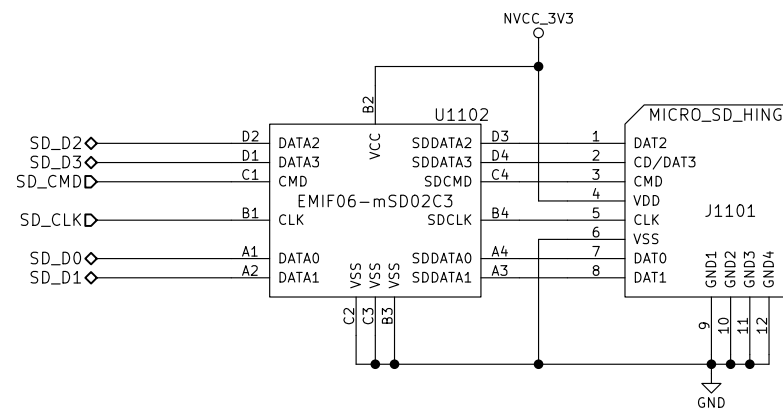 NVCC_3V3
B2
U1102
MICRO_SD_HING
SD_D2 D2 DATA2 VCC SDDATA2 D3 1 DAT2
SD_D3 D1 DATA3 SDDATA3 D4 2 CD/DAT3
SD_CMD C1 CMD SDCMD C4 3 CMD
EMIF06-mSD02C3 4 VDD
SD_CLK B1 CLK SDCLK B4 5 CLK J1101
6 VSS
SD_D0 A1 DATA0 SDDATA0 A4 7 DAT0
SD_D1 A2 DATA1 VSS VSS VSS SDDATA1 A3 8 DAT1 GND1 GND2 GND3 GND4
C2 C3 B3 9 10 11 12
GND